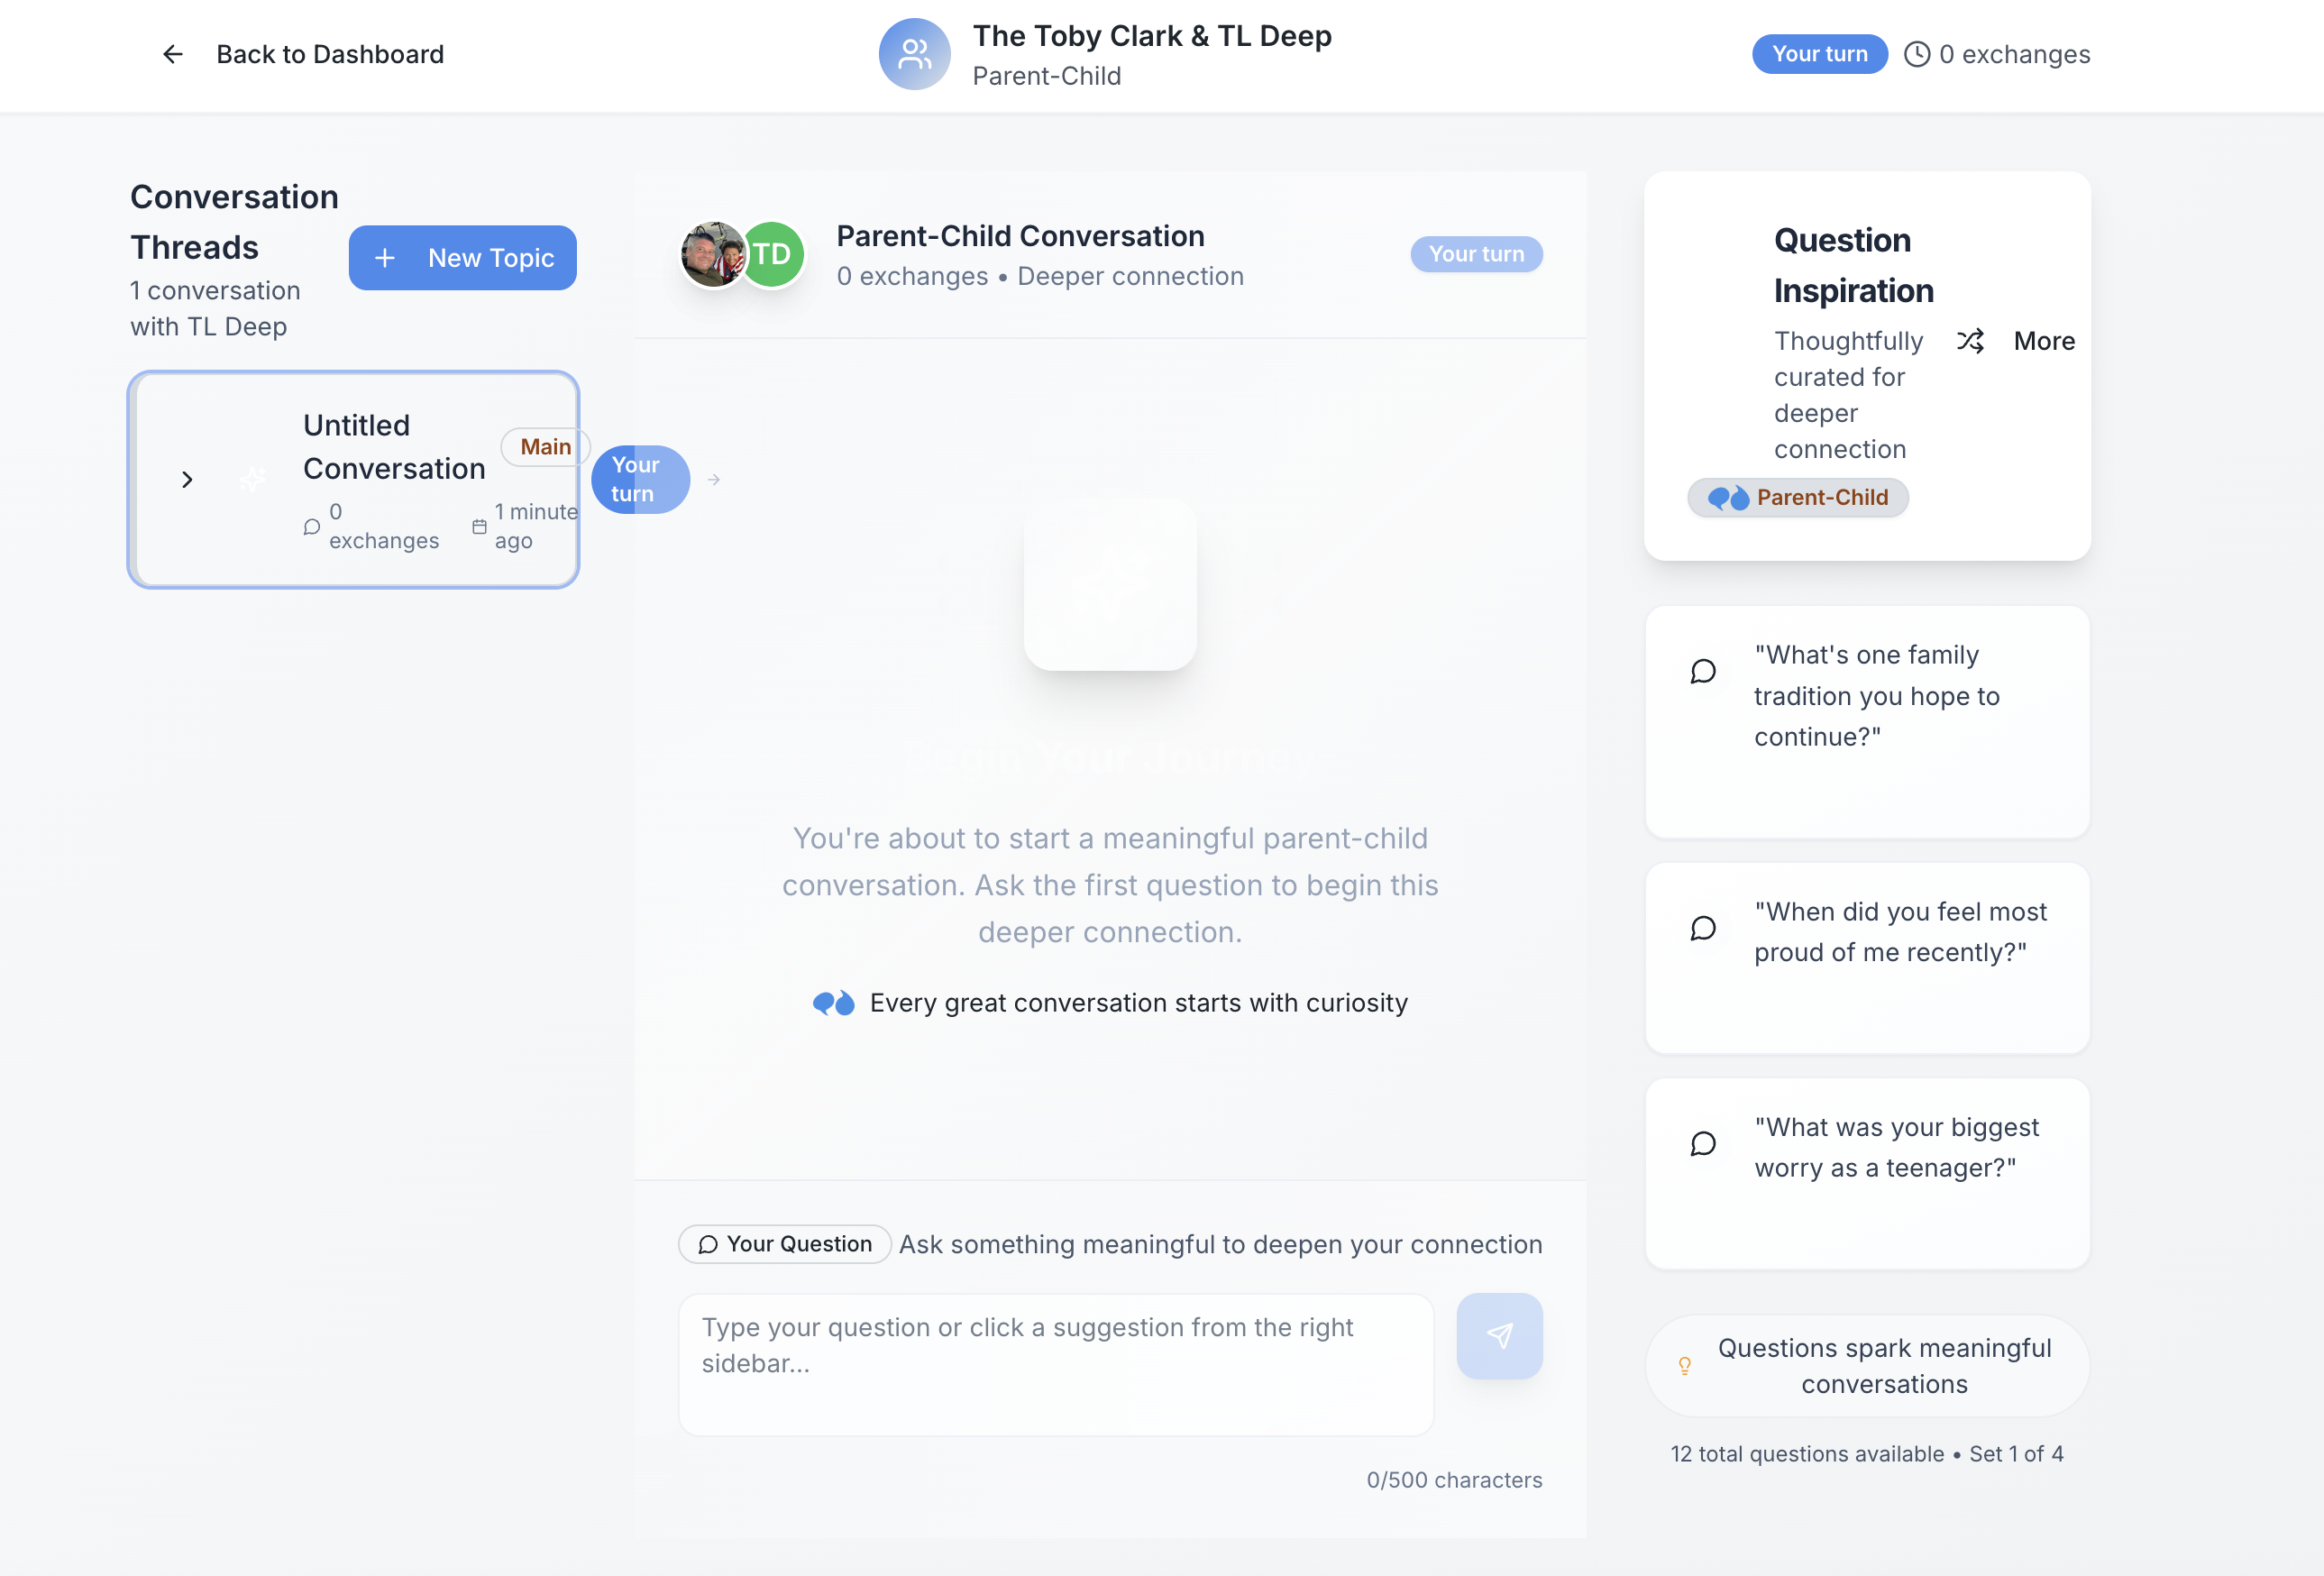 Back to Dashboard
The Toby Clark & TL Deep
Parent-Child
Your turn
0 exchanges
Conversation
Threads
1 conversation
with TL Deep
New Topic
Untitled
Conversation
Main
0
exchanges
1 minute
ago
Your
turn
TD
Parent-Child Conversation
0 exchanges • Deeper connection
Your turn
Begin Your Journey
You're about to start a meaningful parent-child
conversation. Ask the first question to begin this
deeper connection.
Every great conversation starts with curiosity
Your Question
Ask something meaningful to deepen your connection
Type your question or click a suggestion from the right
sidebar...
0/500 characters
Question
Inspiration
Thoughtfully
curated for
deeper
connection
More
Parent-Child
"What's one family
tradition you hope to
continue?"
"When did you feel most
proud of me recently?"
"What was your biggest
worry as a teenager?"
Questions spark meaningful
conversations
12 total questions available • Set 1 of 4